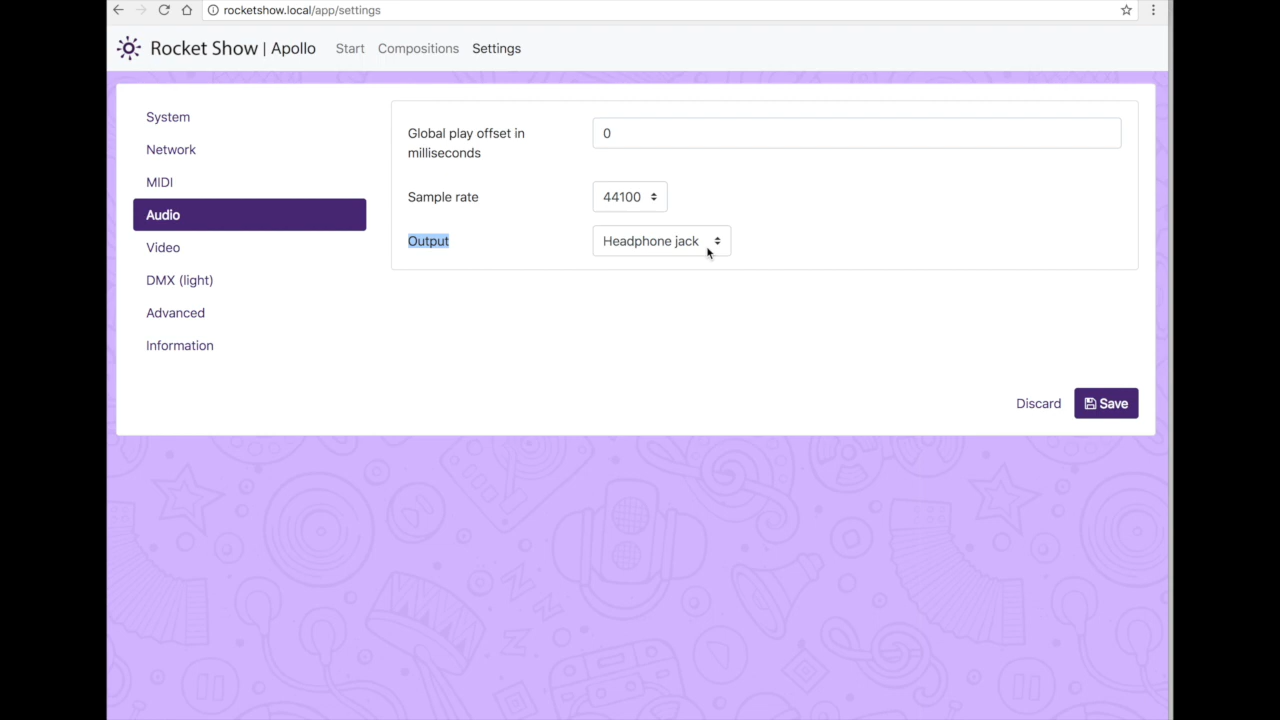 rocketshow.local/app/settings
Rocket Show | Apollo Start Compositions Settings
System
Network
MIDI
Audio
Video
DMX (light)
Advanced
Information
Global play offset in
milliseconds
0
Sample rate
44100
Output
Headphone jack
Discard
Save